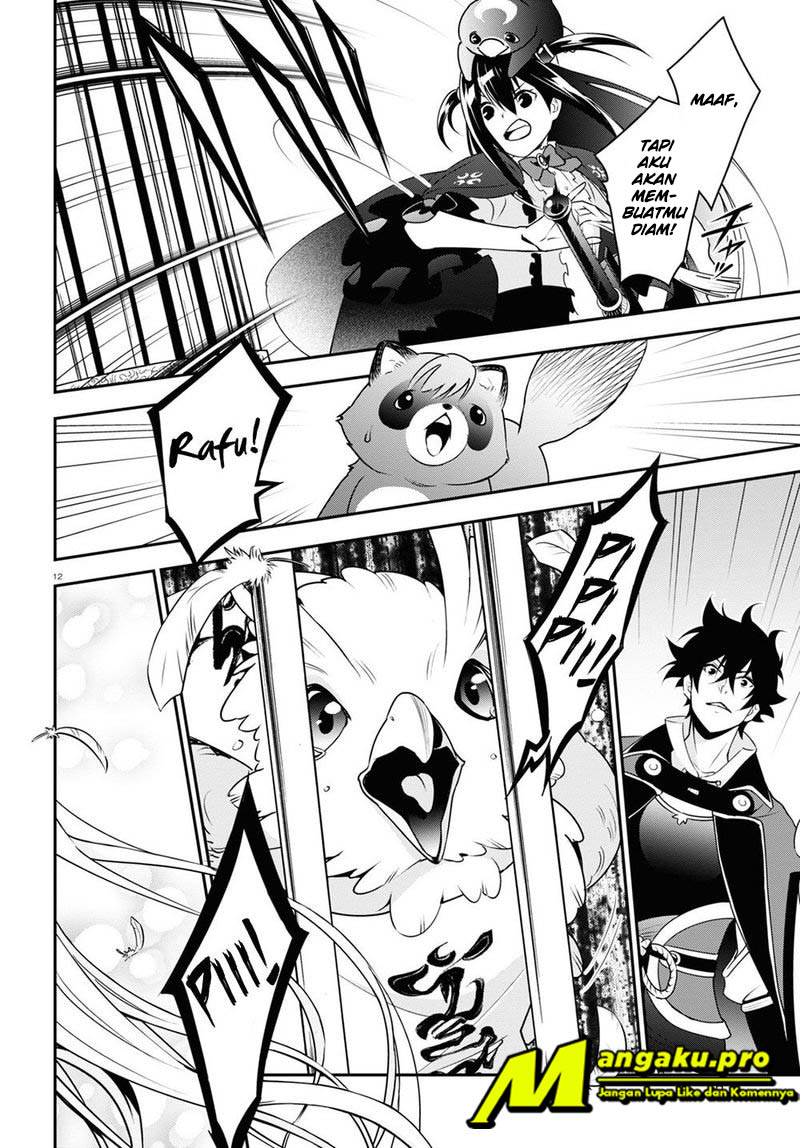 MAAF,
TAPI
AKU
AKAN
MEM-
BUATMU
DIAM!
Rafu!
PI
PI
PII!
PIII!
12
Mangaku.pro
Jangan Lupa Like dan Komennya